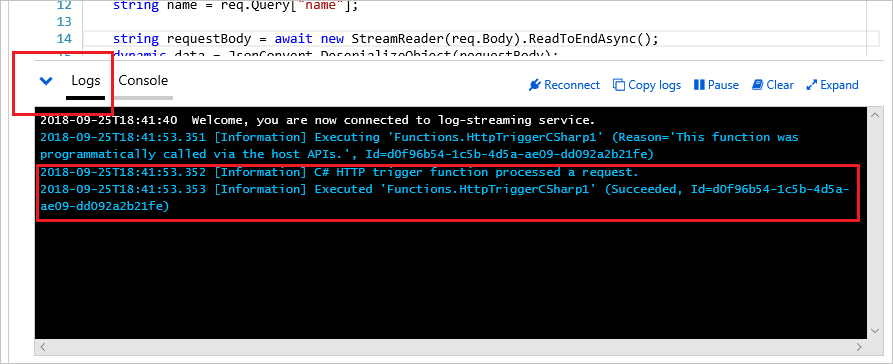 12 string name = req.Query["name"];
13
14 string requestBody = await new StreamReader(req.Body).ReadToEndAsync();
15 dynamic data = JsonConvert.DeserializeObject(requestBody);
Logs Console Reconnect Copy logs Pause Clear Expand
2018-09-25T18:41:40 Welcome, you are now connected to log-streaming service.
2018-09-25T18:41:53.351 [Information] Executing 'Functions.HttpTriggerCSharp1' (Reason='This function was
programmatically called via the host APIs.', Id=d0f96b54-1c5b-4d5a-ae09-dd092a2b21fe)
2018-09-25T18:41:53.352 [Information] C# HTTP trigger function processed a request.
2018-09-25T18:41:53.353 [Information] Executed 'Functions.HttpTriggerCSharp1' (Succeeded, Id=d0f96b54-1c5b-4d5a-
ae09-dd092a2b21fe)